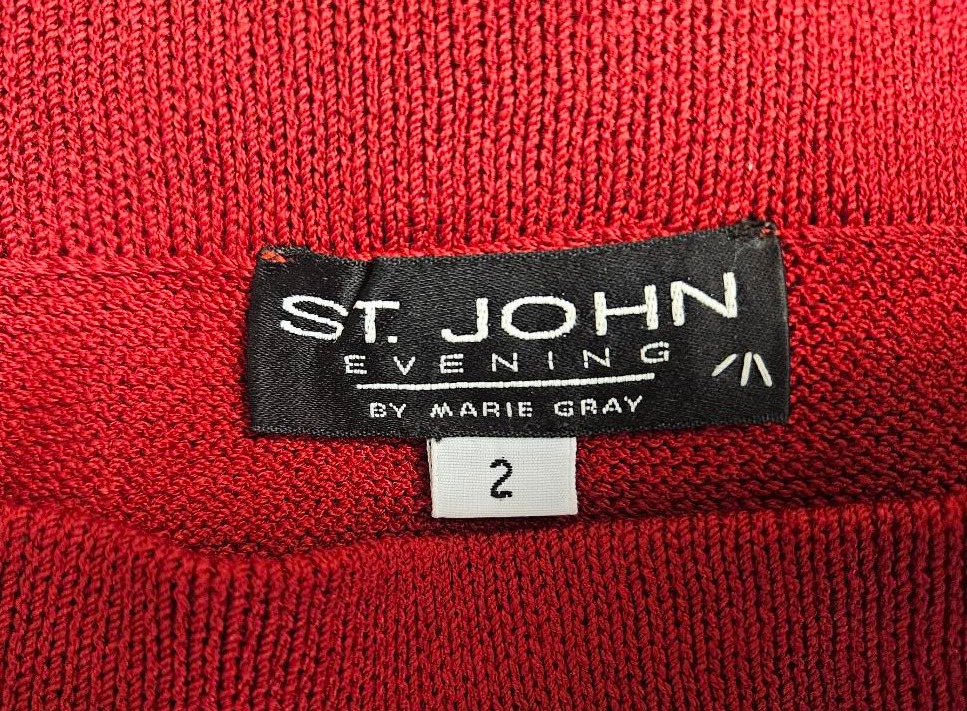 ST. JOHN
EVENING
BY MARIE GRAY
2